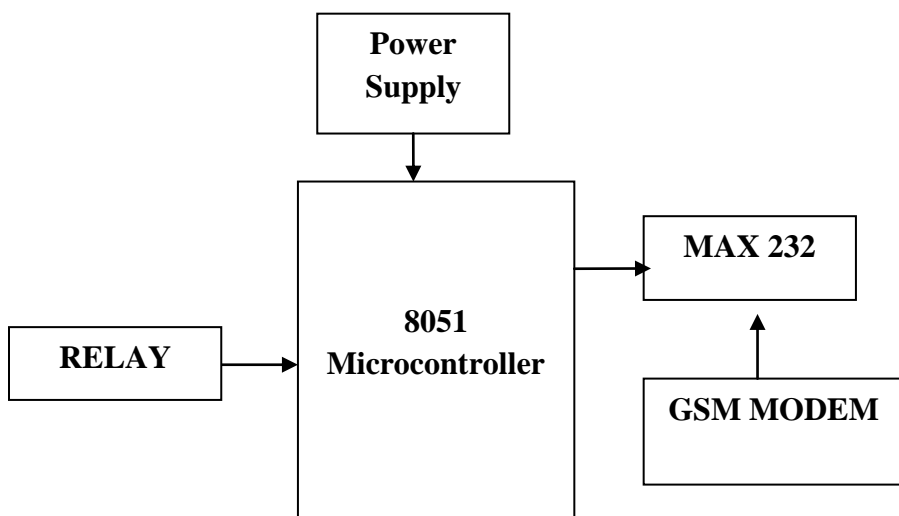 Power
Supply
MAX 232
8051
Microcontroller
RELAY
GSM MODEM